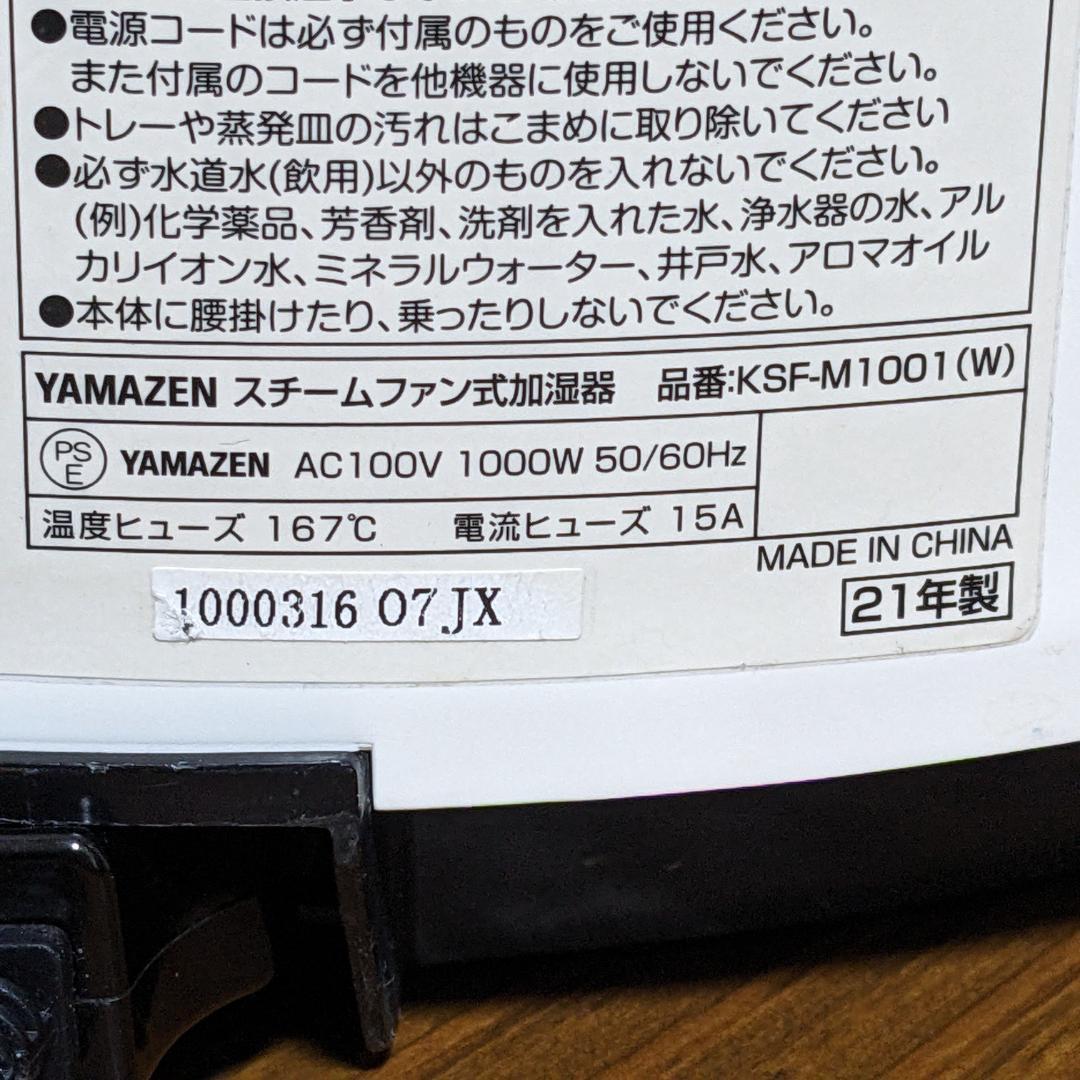 ●電源コードは必ず付属のものをご使用ください。
また付属のコードを他機器に使用しないでください。
●トレーや蒸発皿の汚れはこまめに取り除いてください
●必ず水道水(飲用)以外のものを入れないでください。
(例)化学薬品、芳香剤、洗剤を入れた水、浄水器の水、アル
カリイオン水、ミネラルウォーター、井戸水、アロマオイル
●本体に腰掛けたり、乗ったりしないでください。
YAMAZEN スチームファン式加湿器 品番:KSF-M1001(W)
PS
E
YAMAZEN AC100V 1000W 50/60Hz
温度ヒューズ 167℃ 電流ヒューズ 15A
MADE IN CHINA
21年製
1000316 07.JX